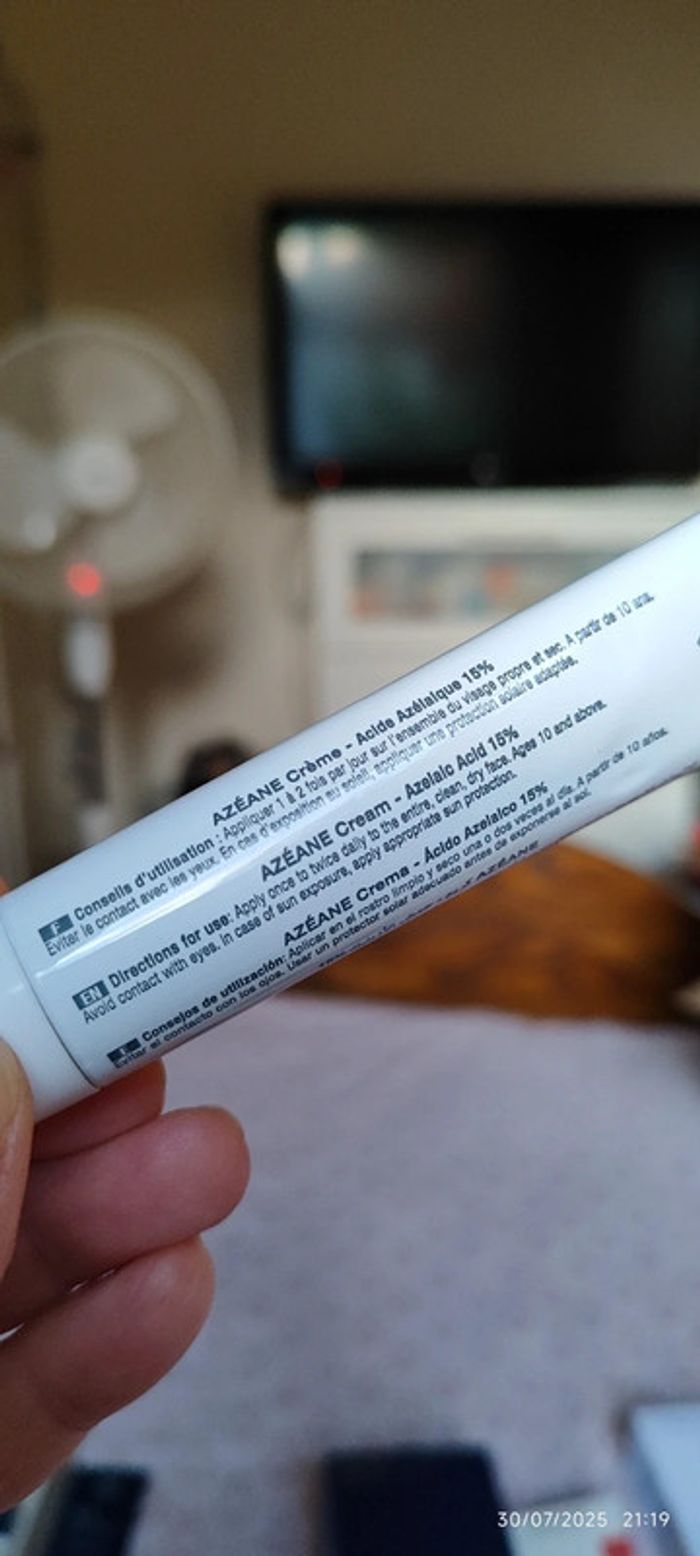 AZÉANE Crème - Acide Azélaique 15%
F Conseils d'utilisation : Appliquer 1 à 2 fois par jour sur l'ensemble du visage propre et sec. A partir de 10 ans.
Eviter le contact avec les yeux. En cas d'exposition au soleil, appliquer une protection solaire adaptée.
AZÉANE Cream - Azelaic Acid 15%
EN Directions for use: Apply once to twice daily to the entire, clean, dry face. Ages 10 and above.
Avoid contact with eyes. In case of sun exposure, apply appropriate sun protection.
AZÉANE Crema - Ácido Azelaico 15%
Consejos de utilización: Aplicar en el rostro limpio y seco una o dos veces al día. A partir de 10 años.
Evitar el contacto con los ojos. Usar un protector solar adecuado antes de exponerse al sol.
AZÉANE
30/07/2025 21:19